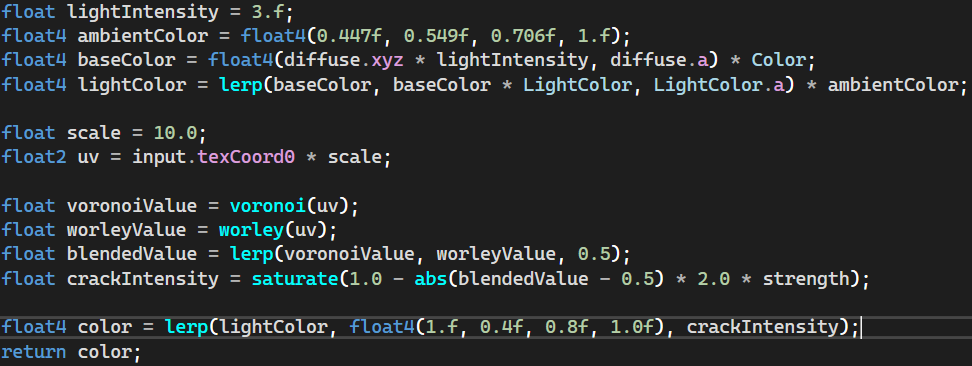 float lightIntensity = 3.f;
float4 ambientColor = float4(0.447f, 0.549f, 0.706f, 1.f);
float4 baseColor = float4(diffuse.xyz * lightIntensity, diffuse.a) * Color;
float4 lightColor = lerp(baseColor, baseColor * LightColor, LightColor.a) * ambientColor;
float scale = 10.0;
float2 uv = input.texCoord0 * scale;
float voronoiValue = voronoi(uv);
float worleyValue = worley(uv);
float blendedValue = lerp(voronoiValue, worleyValue, 0.5);
float crackIntensity = saturate(1.0 - abs(blendedValue - 0.5) * 2.0 * strength);
float4 color = lerp(lightColor, float4(1.f, 0.4f, 0.8f, 1.0f), crackIntensity);
return color;